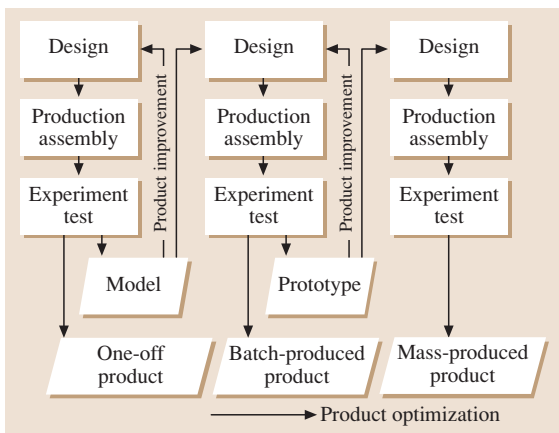 Design
Production
assembly
Experiment
test
Model
One-off
product
Product improvement
Design
Production
assembly
Experiment
test
Prototype
Batch-produced
product
Product improvement
Design
Production
assembly
Experiment
test
Mass-produced
product
Product optimization